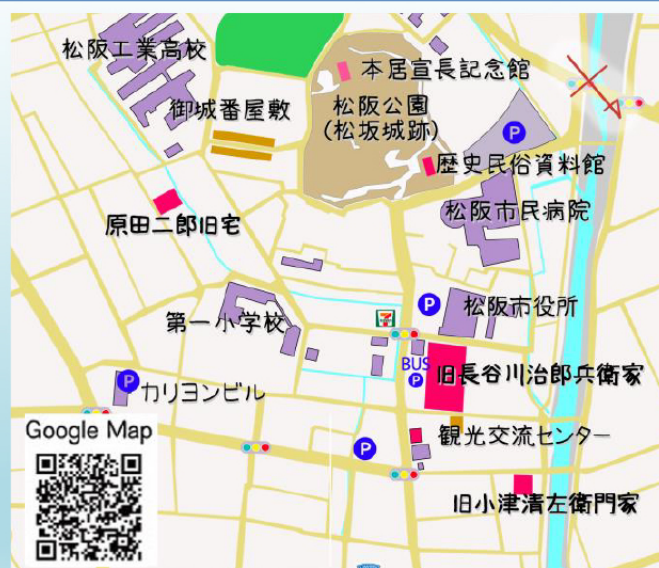 松阪工業高校
本居宣長記念館
御城番屋敷
松阪公園
(松坂城跡)
P
歴史民俗資料館
松阪市民病院
原田二郎旧宅
P
松阪市役所
第一小学校
7
BUS
P
旧長谷川治郎兵衛家
P
カリヨンビル
観光交流センター
P
Google Map
旧小津清左衛門家